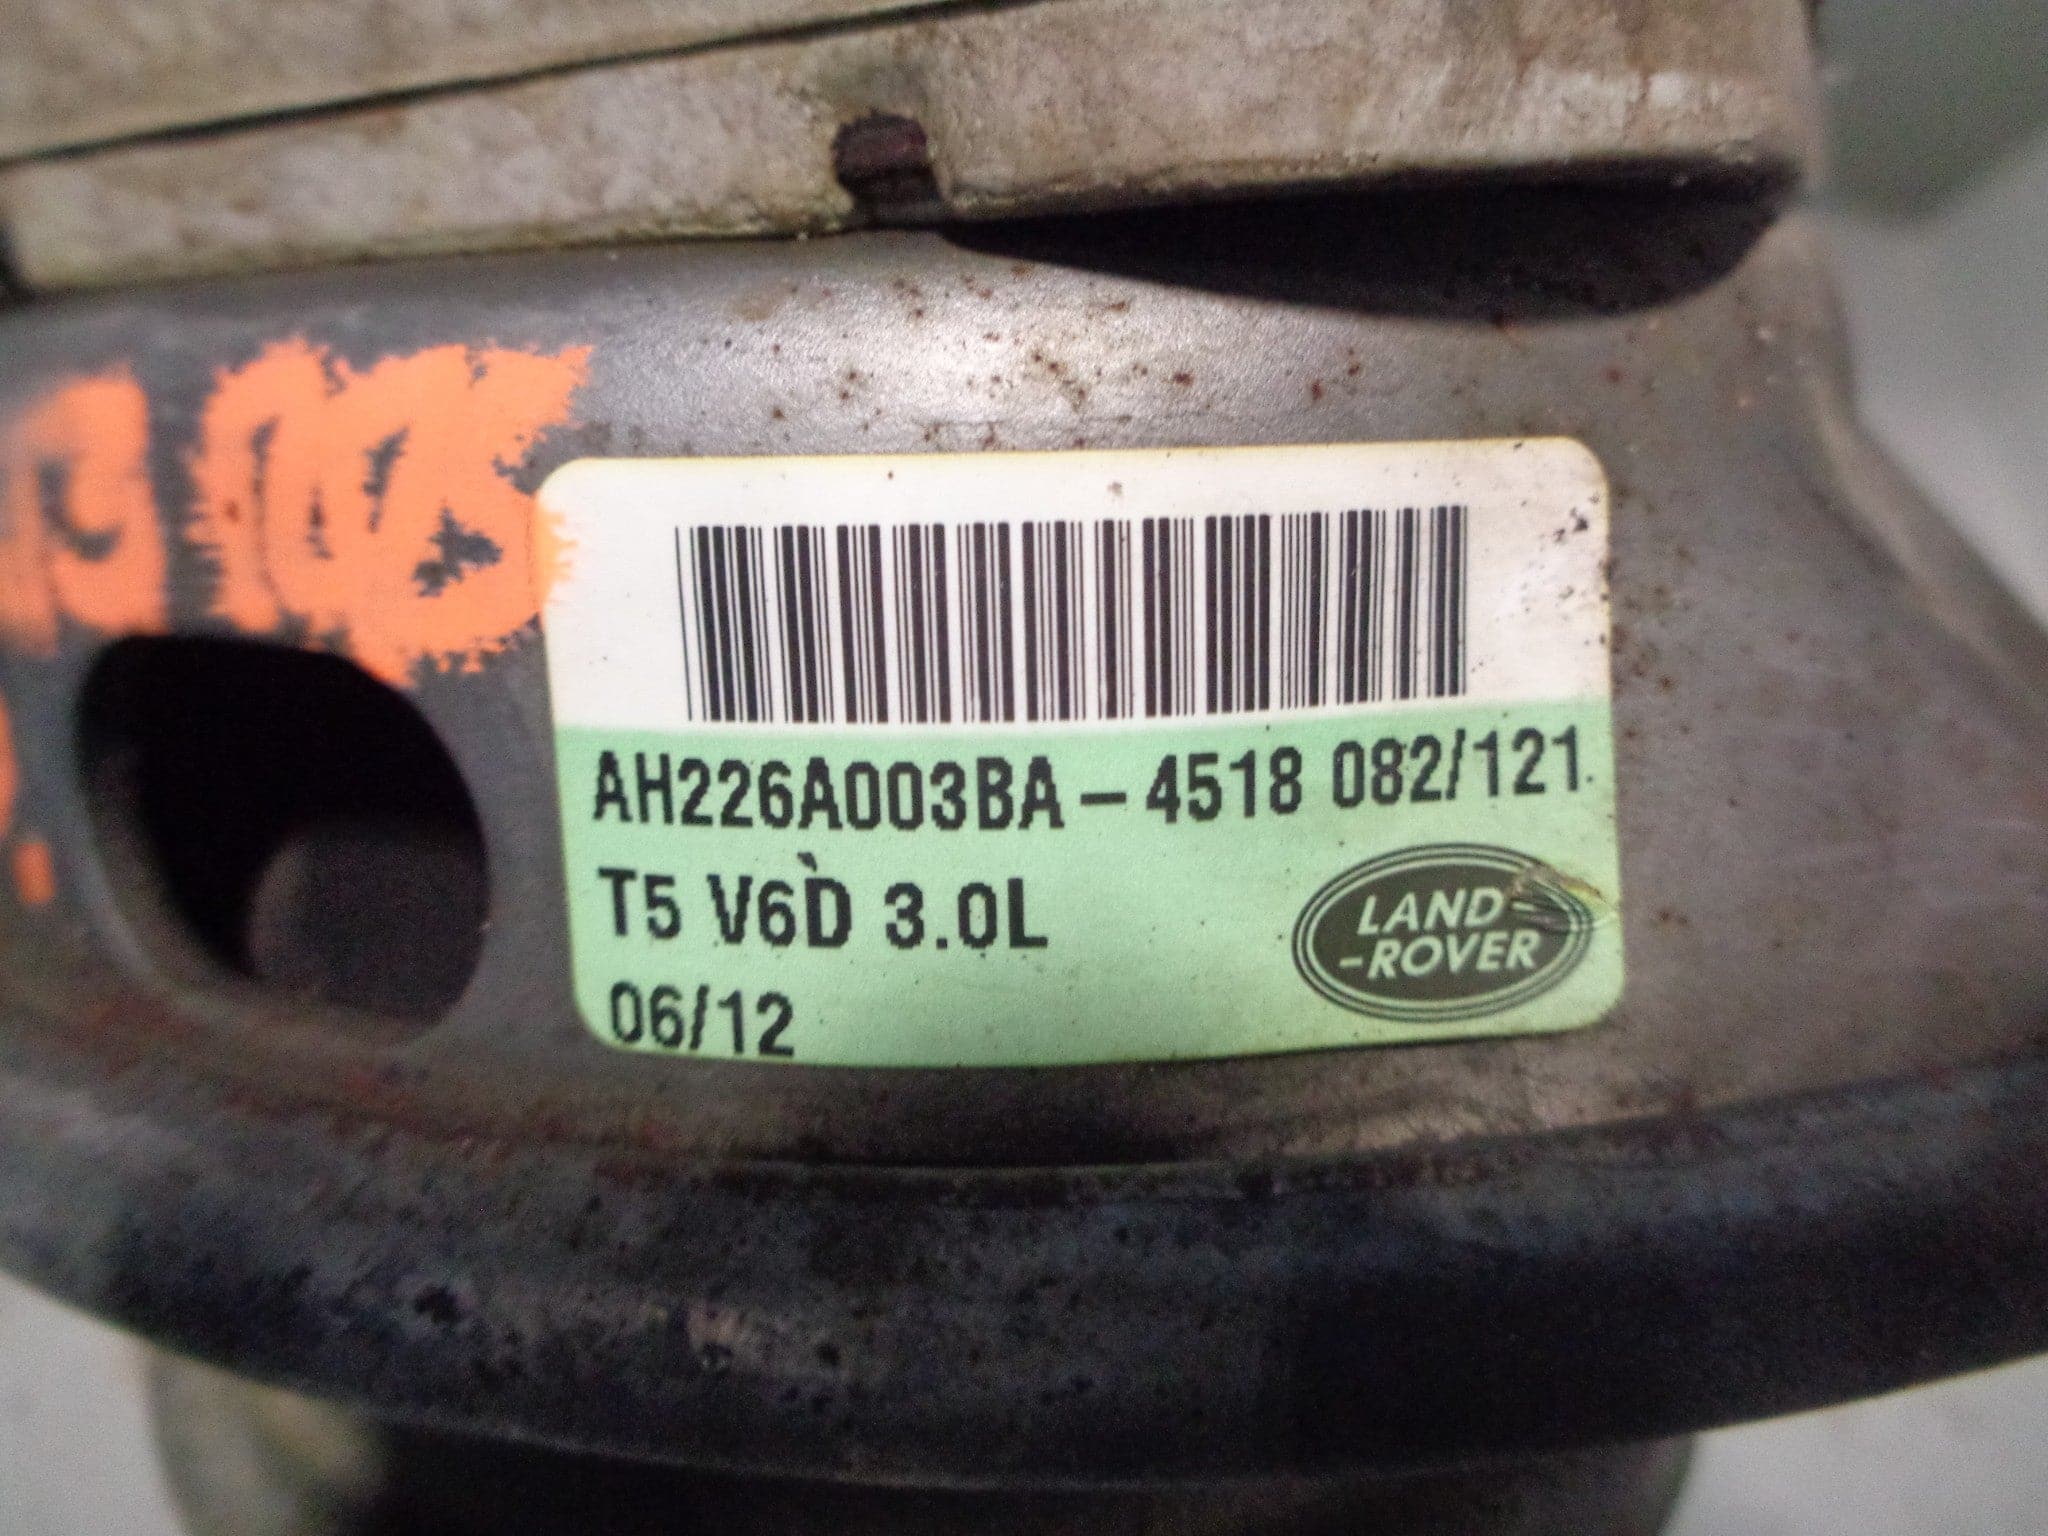 AH226A003BA-4518 082/121
T5 V6D 3.0L
06/12
LAND-
-ROVER